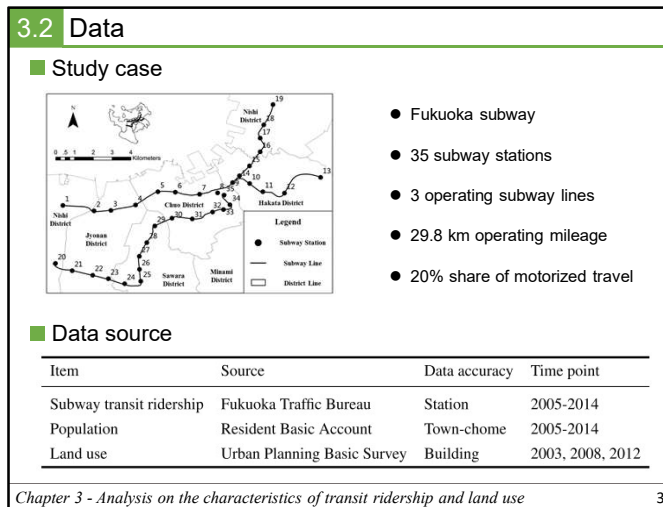 3.2 Data
Study case
N
0 .5 1 2 3 4
Kilometers
Nishi
District
Chuo District
Hakata District
Nishi
District
Jyonan
District
Sawara
District
Minami
District
1
2
3
4
5
6
7
8
9
10
11
12
13
14
15
16
17
18
19
20
21
22
23
24
25
26
27
28
29
30
31
32
33
34
35
Legend
Subway Station
Subway Line
District Line
Fukuoka subway
35 subway stations
3 operating subway lines
29.8 km operating mileage
20% share of motorized travel
Data source
Item Source Data accuracy Time point
Subway transit ridership Fukuoka Traffic Bureau Station 2005-2014
Population Resident Basic Account Town-chome 2005-2014
Land use Urban Planning Basic Survey Building 2003, 2008, 2012
Chapter 3 - Analysis on the characteristics of transit ridership and land use 3